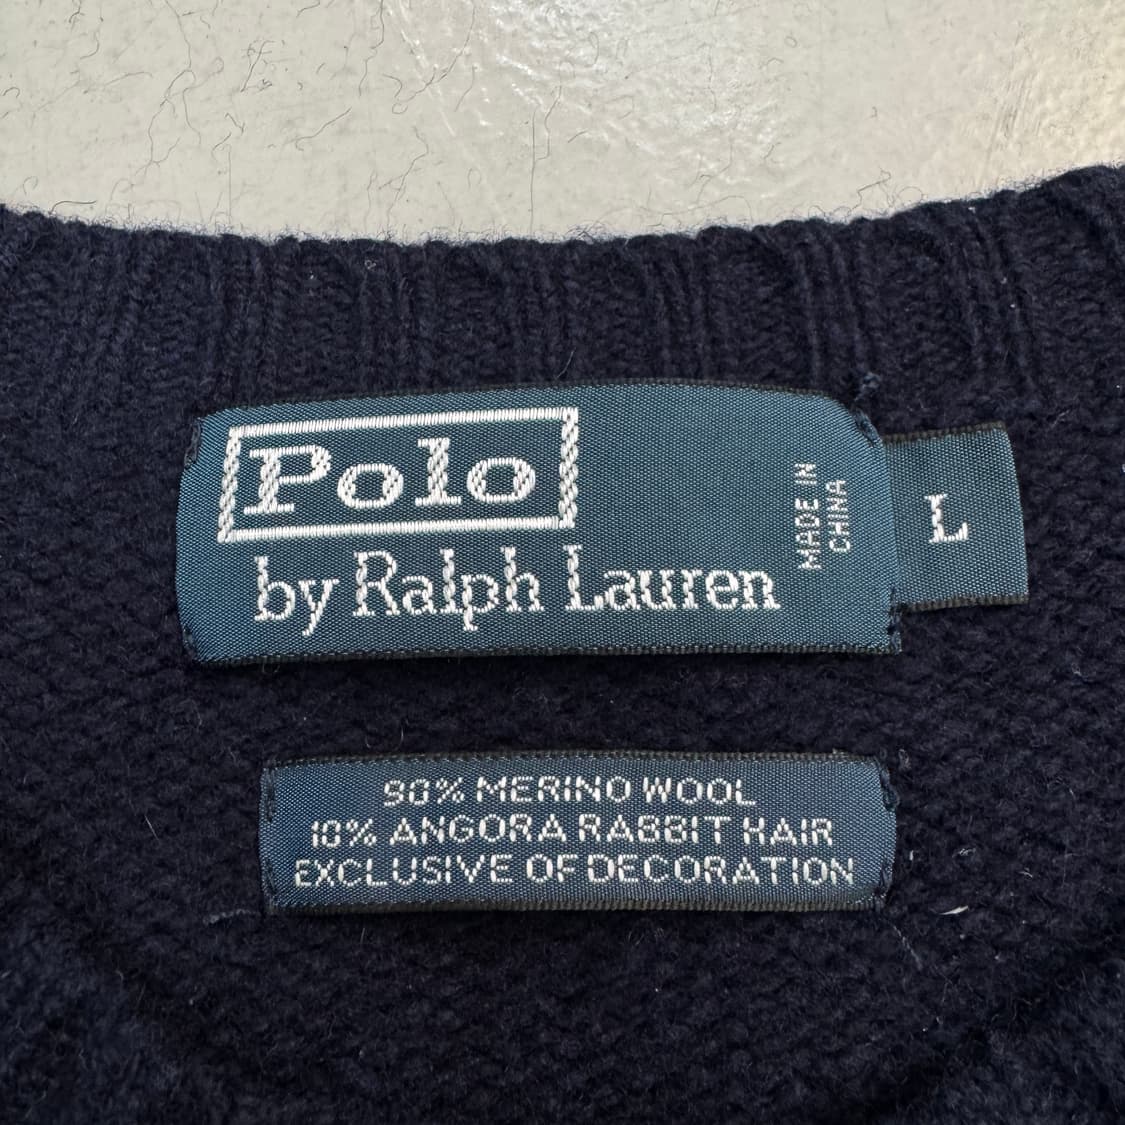 Polo
by Ralph Lauren
MADE IN
CHINA
L
90% MERINO WOOL
10% ANGORA RABBIT HAIR
EXCLUSIVE OF DECORATION